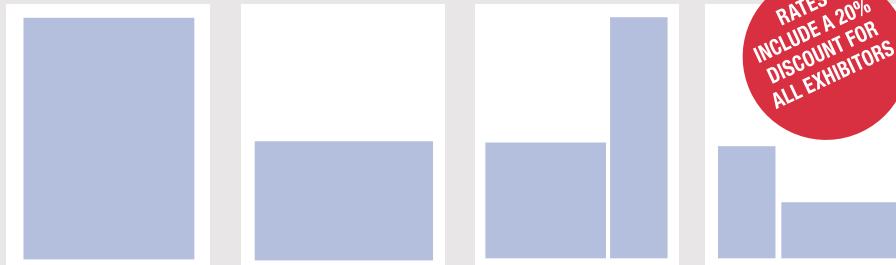 RATES
INCLUDE A 20%
DISCOUNT FOR
ALL EXHIBITORS